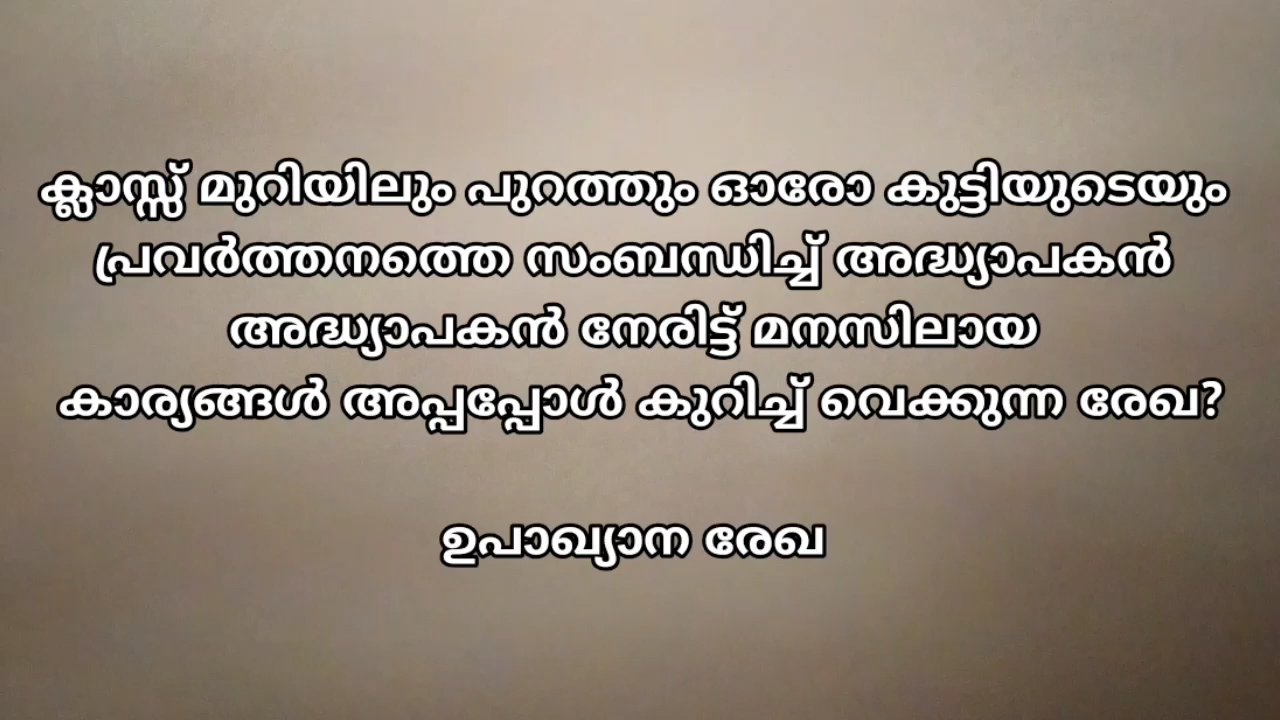 ക്ലാസ്സ് മുറിയിലും പുറത്തും ഓരോ കുട്ടിയുടെയും
പ്രവർത്തനത്തെ സംബന്ധിച്ച് അദ്ധ്യാപകൻ
അദ്ധ്യാപകൻ നേരിട്ട് മനസിലായ
കാര്യങ്ങൾ അപ്പപ്പോൾ കുറിച്ച് വെക്കുന്ന രേഖ?
ഉപാഖ്യാന രേഖ